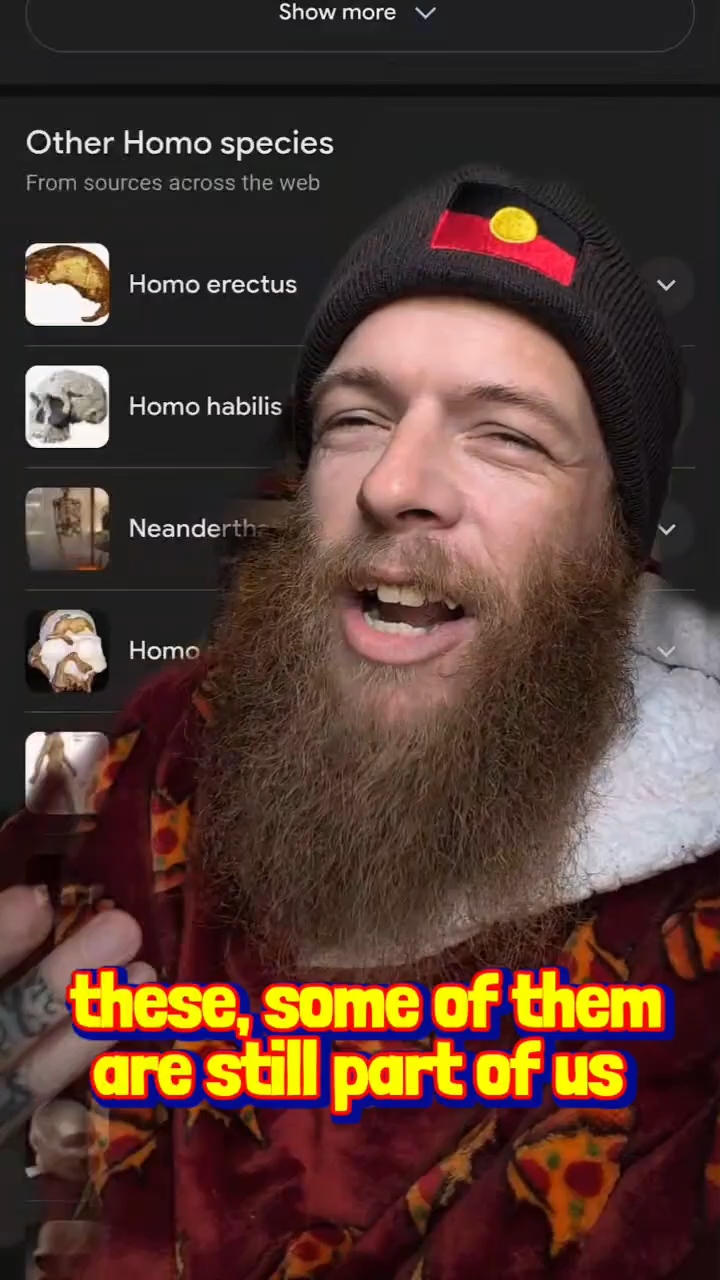 Show more
Other Homo species
From sources across the web
Homo erectus
Homo habilis
Homo
these, some of them
are still part of us